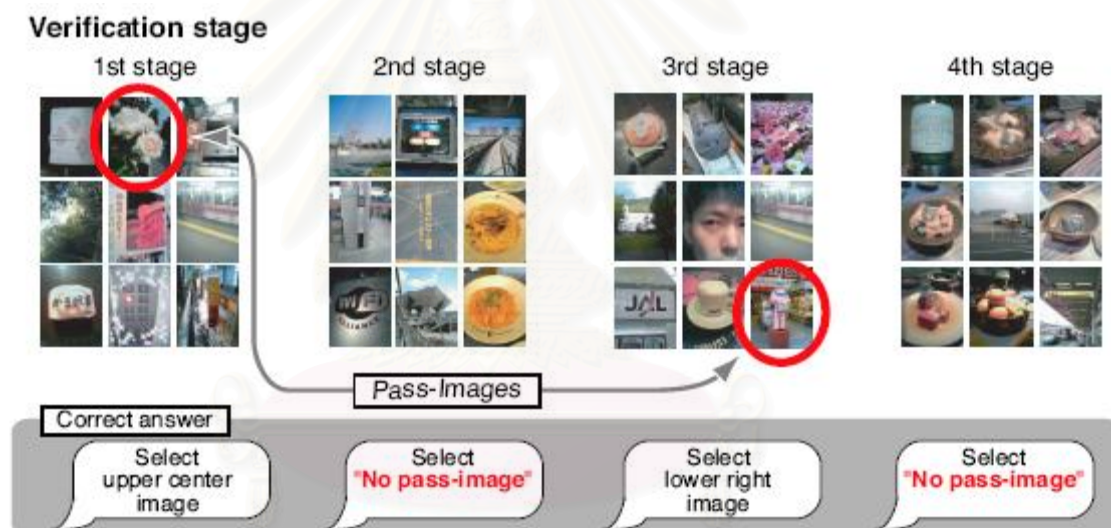 Verification stage
1st stage
2nd stage
3rd stage
4th stage
JAL
Pass-Images
Correct answer
Select
upper center
image
Select
"No pass-image"
Select
lower right
image
Select
"No pass-image"